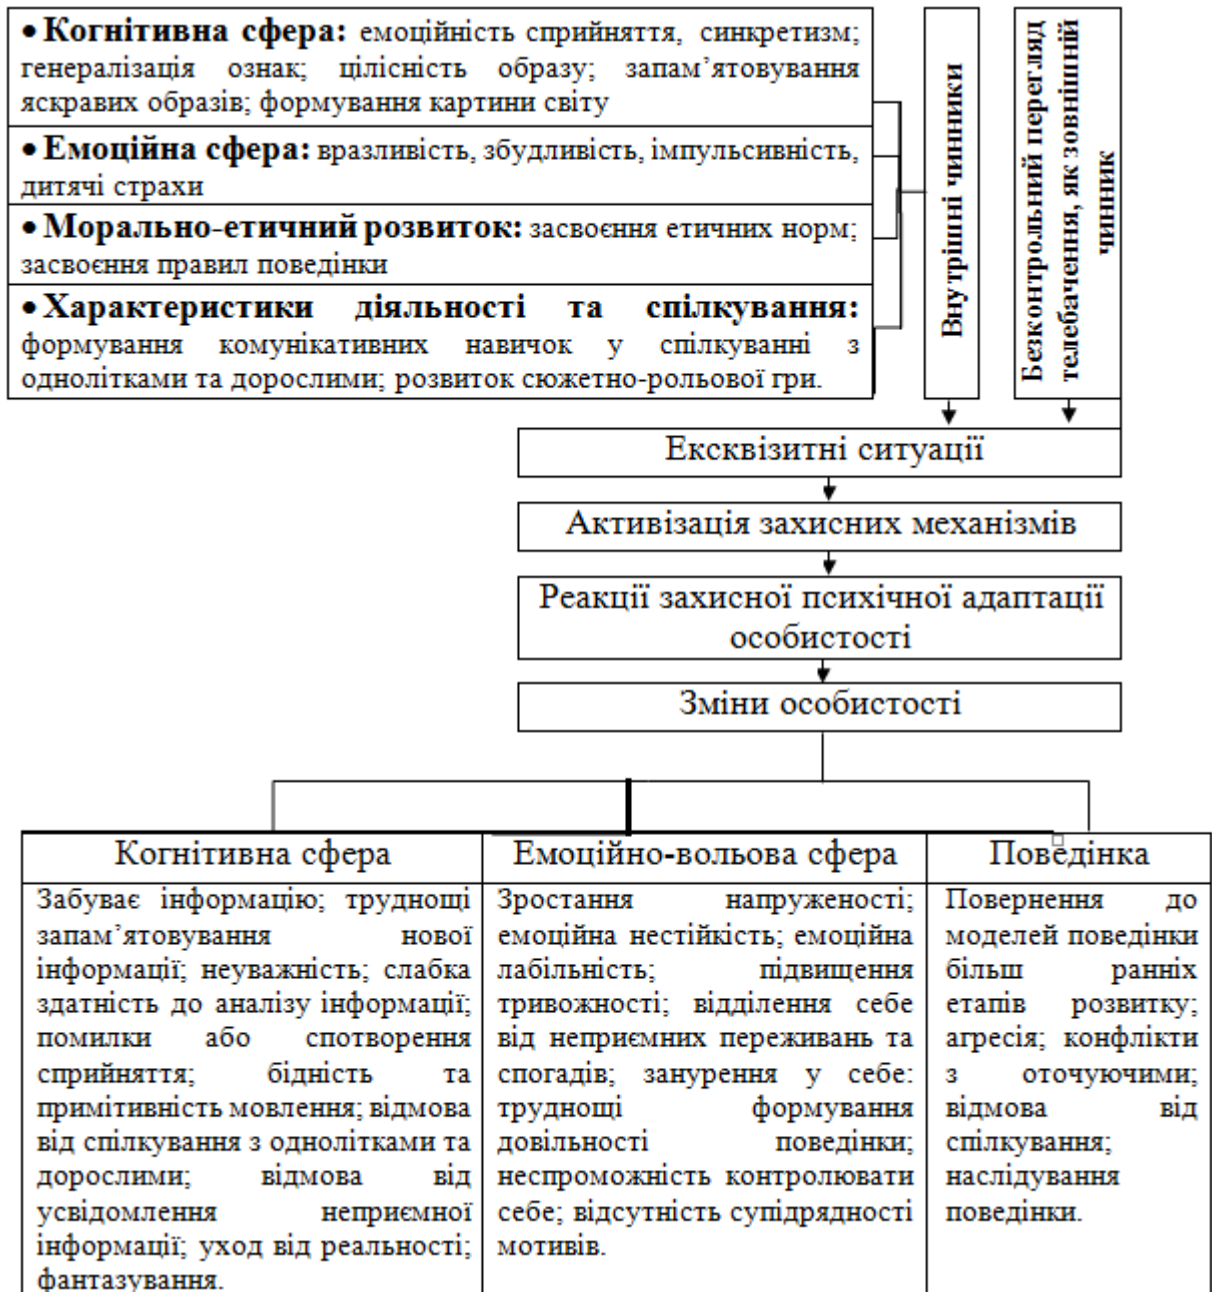 • Когнітивна сфера: емоційність сприйняття, синкретизм;
генералізація ознак; цілісність образу; запам’ятовування
яскравих образів; формування картини світу
• Емоційна сфера: вразливість, збудливість, імпульсивність,
дитячі страхи
• Морально-етичний розвиток: засвоєння етичних норм;
засвоєння правил поведінки
• Характеристики діяльності та спілкування:
формування комунікативних навичок у спілкуванні з
однолітками та дорослими; розвиток сюжетно-рольової гри.
Внутрішні чинники
Безконтрольний перегляд
телебачення, як зовнішній
чинник
Ексквізитні ситуації
Активізація захисних механізмів
Реакції захисної психічної адаптації
особистості
Зміни особистості
Когнітивна сфера
Забуває інформацію; труднощі
запам’ятовування нової
інформації; неуважність; слабка
здатність до аналізу інформації;
помилки або спотворення
сприйняття; бідність та
примітивність мовлення; відмова
від спілкування з однолітками та
дорослими; відмова від
усвідомлення неприємної
інформації; уход від реальності;
фантазування.
Емоційно-вольова сфера
Зростання напруженості;
емоційна нестійкість; емоційна
лабільність; підвищення
тривожності; відділення себе
від неприємних переживань та
спогадів; занурення у себе:
труднощі формування
довільності поведінки;
неспроможність контролювати
себе; відсутність супідрядності
мотивів.
Поведінка
Повернення до
моделей поведінки
більш ранніх
етапів розвитку;
агресія; конфлікти
з оточуючими;
відмова від
спілкування;
наслідування
поведінки.